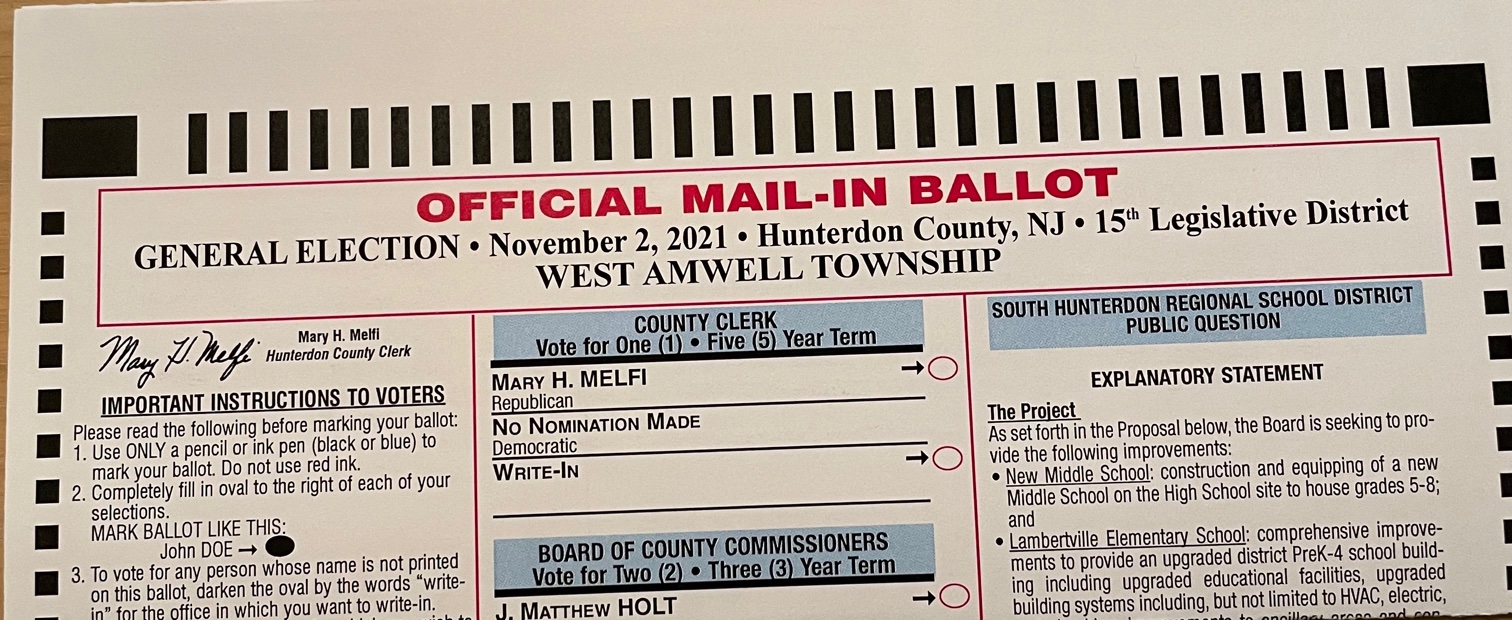 OFFICIAL MAIL-IN BALLOT
GENERAL ELECTION • November 2, 2021 • Hunterdon County, NJ • 15th Legislative District
WEST AMWELL TOWNSHIP
Mary H. Melfi
Mary H. Melfi
Hunterdon County Clerk
IMPORTANT INSTRUCTIONS TO VOTERS
Please read the following before marking your ballot:
1. Use ONLY a pencil or ink pen (black or blue) to
mark your ballot. Do not use red ink.
2. Completely fill in oval to the right of each of your
selections.
MARK BALLOT LIKE THIS:
John DOE →
3. To vote for any person whose name is not printed
on this ballot, darken the oval by the words “write-
in” for the office in which you want to write-in.
COUNTY CLERK
Vote for One (1) • Five (5) Year Term
MARY H. MELFI →
Republican
NO NOMINATION MADE
Democratic
WRITE-IN →
BOARD OF COUNTY COMMISSIONERS
Vote for Two (2) • Three (3) Year Term
J. MATTHEW HOLT →
SOUTH HUNTERDON REGIONAL SCHOOL DISTRICT
PUBLIC QUESTION
EXPLANATORY STATEMENT
The Project
As set forth in the Proposal below, the Board is seeking to pro-
vide the following improvements:
• New Middle School: construction and equipping of a new
Middle School on the High School site to house grades 5-8;
and
• Lambertville Elementary School: comprehensive improve-
ments to provide an upgraded district PreK-4 school build-
ing including upgraded educational facilities, upgraded
building systems including, but not limited to HVAC, electric,